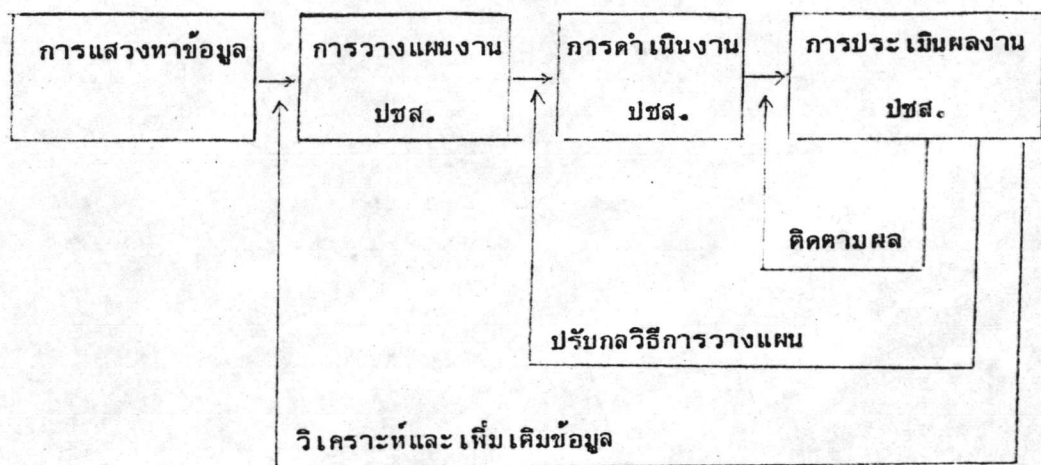 การแสวงหาข้อมูล
การวางแผนงาน
ปชส.
การดำเนินงาน
ปชส.
การประเมินผลงาน
ปชส.
ติดตามผล
ปรับกลวิธีการวางแผน
วิเคราะห์และเพิ่มเติมข้อมูล